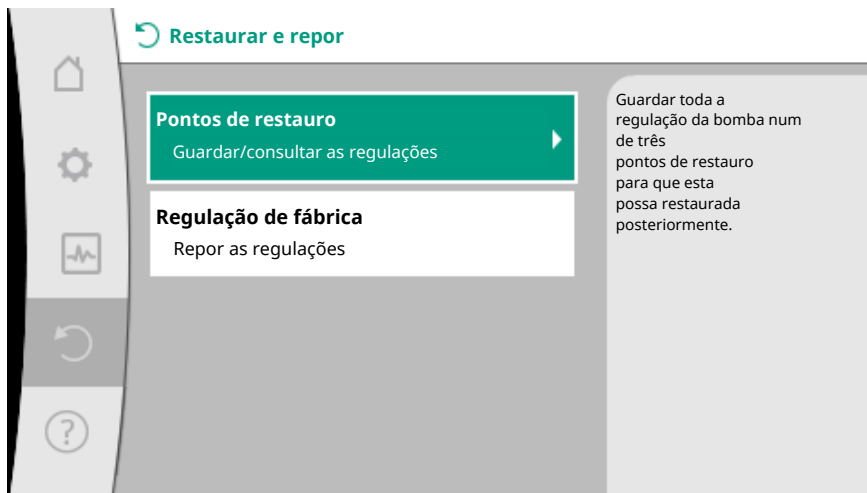 Restaurar e repor
Pontos de restauro
Guardar/consultar as regulações
Regulação de fábrica
Repor as regulações
Guardar toda a
regulação da bomba num
de três
pontos de restauro
para que esta
possa restaurada
posteriormente.